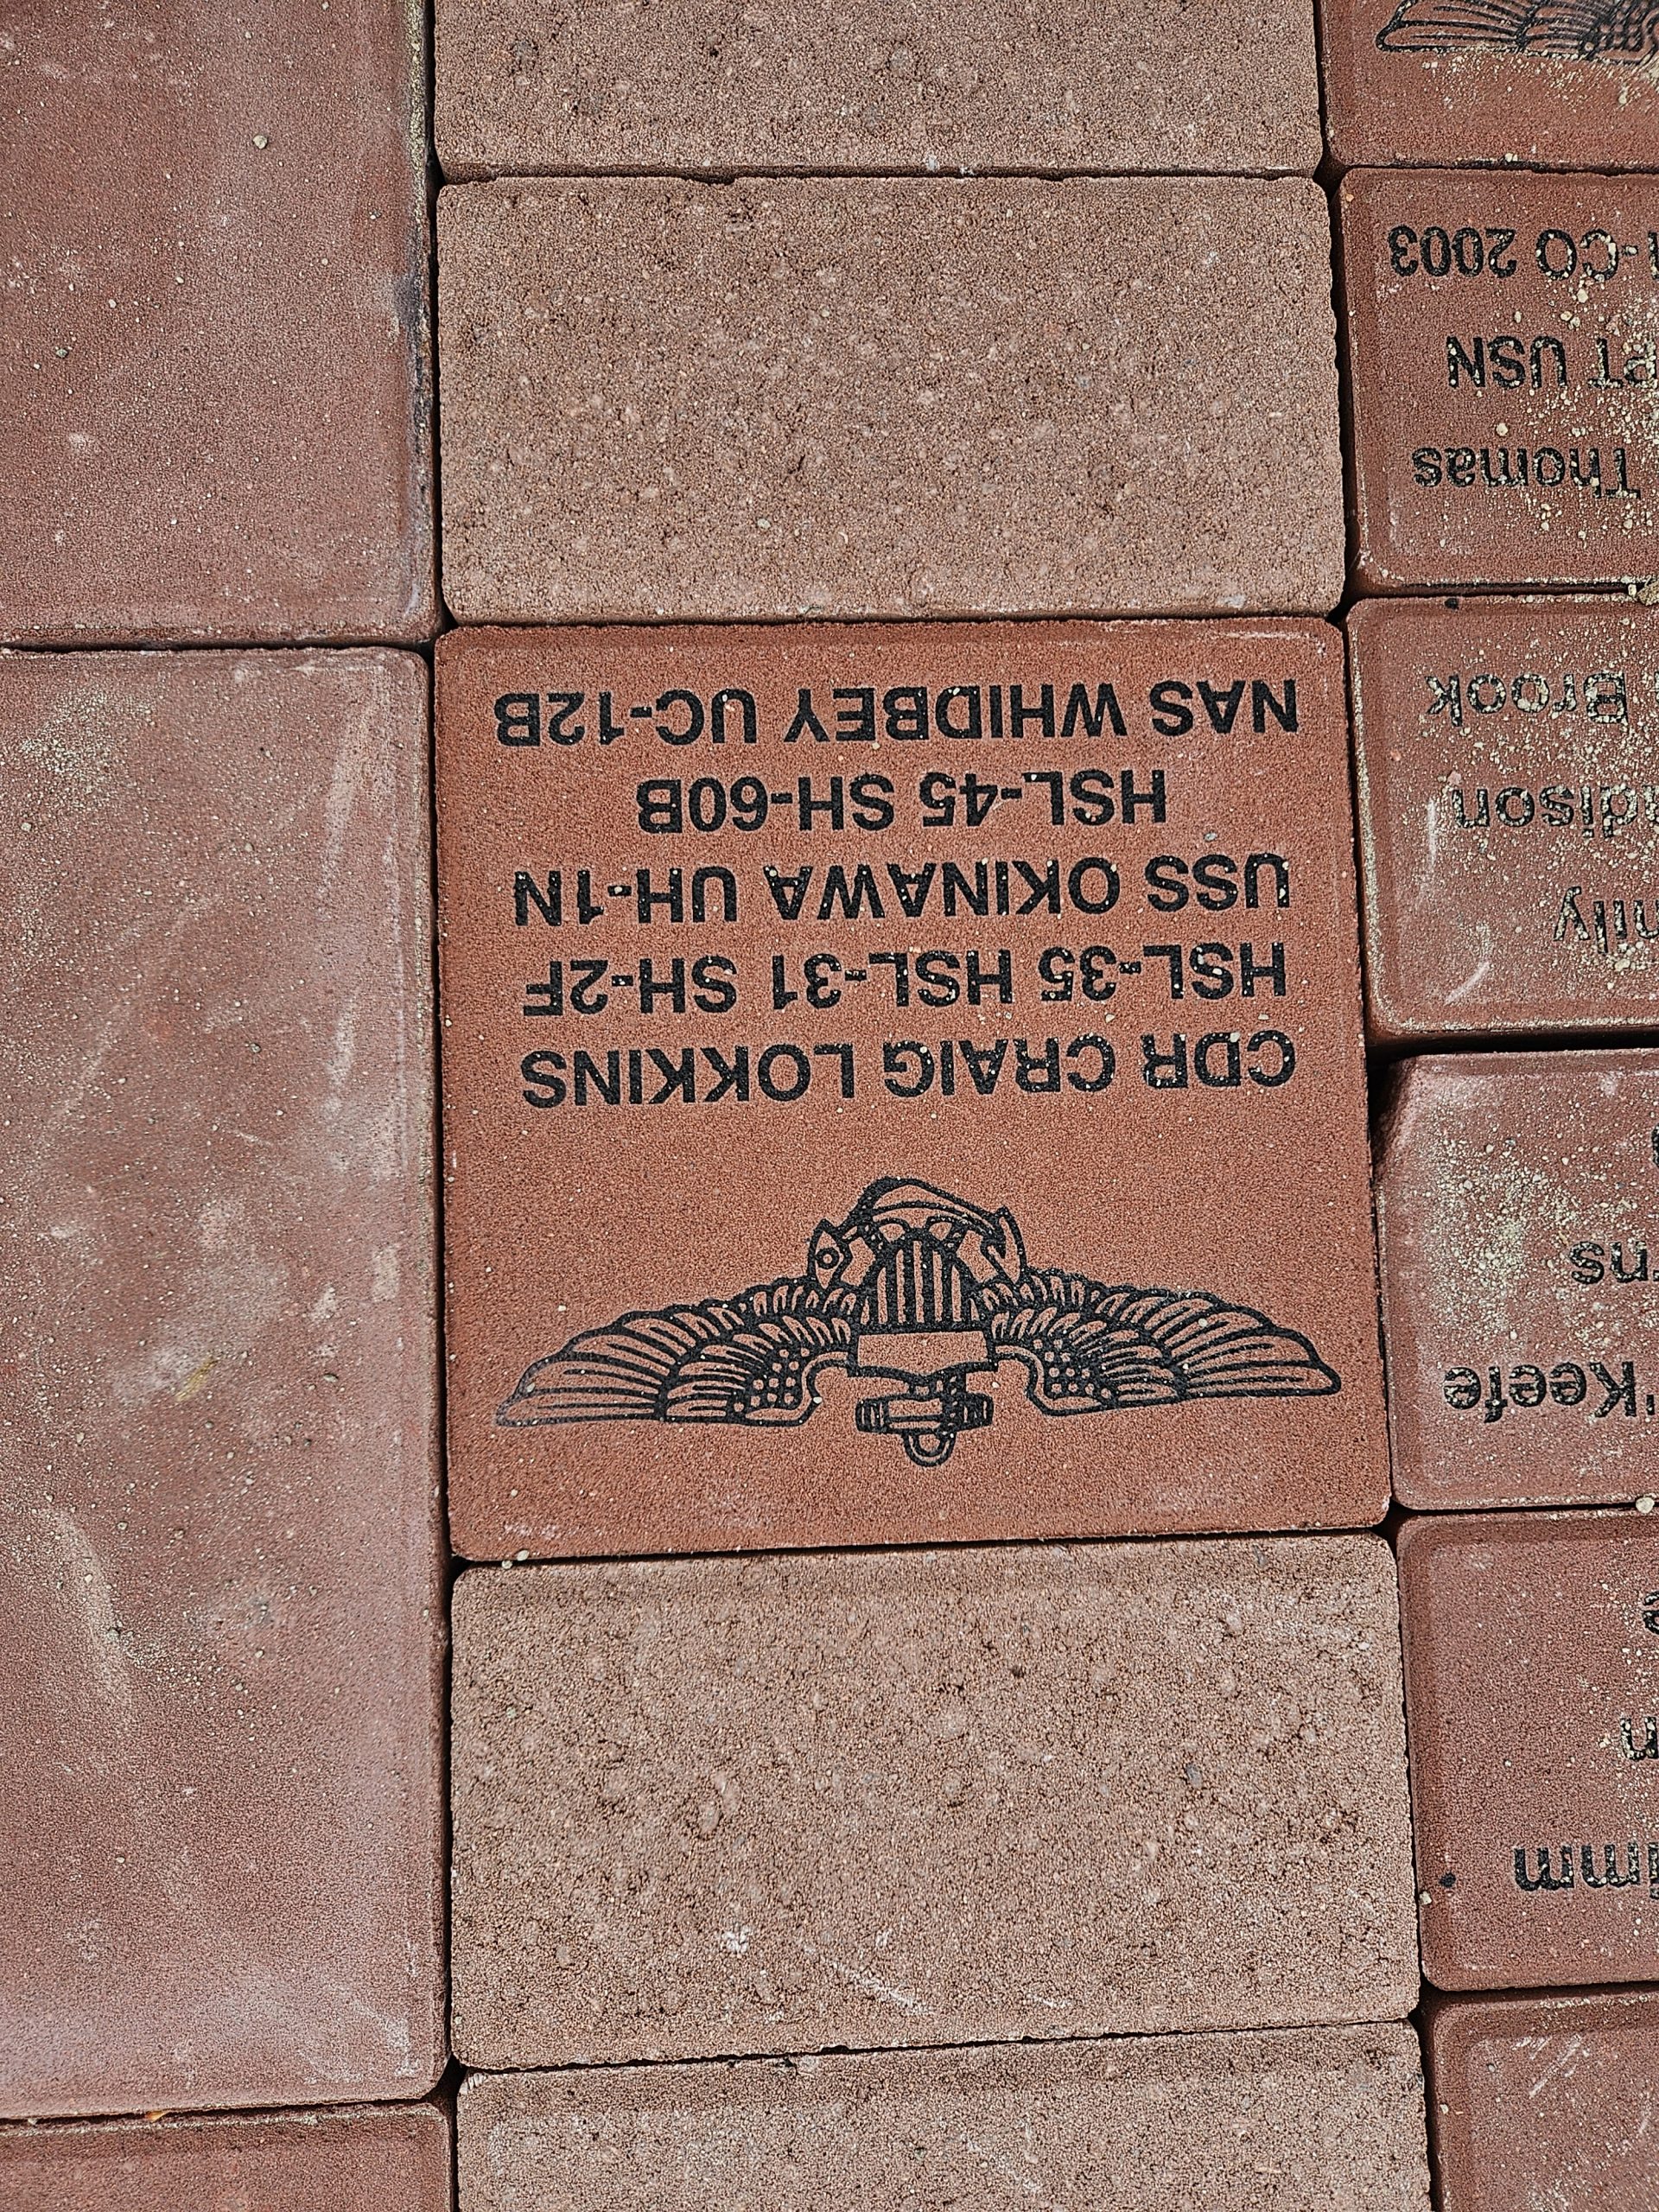 CDR CRAIG LOKKINS
HSL-35 HSL-31 SH-2F
USS OKINAWA UH-1N
HSL-45 SH-60B
NAS WHIDBEY UC-12B
Thomas
USN
CO 2003
Brook